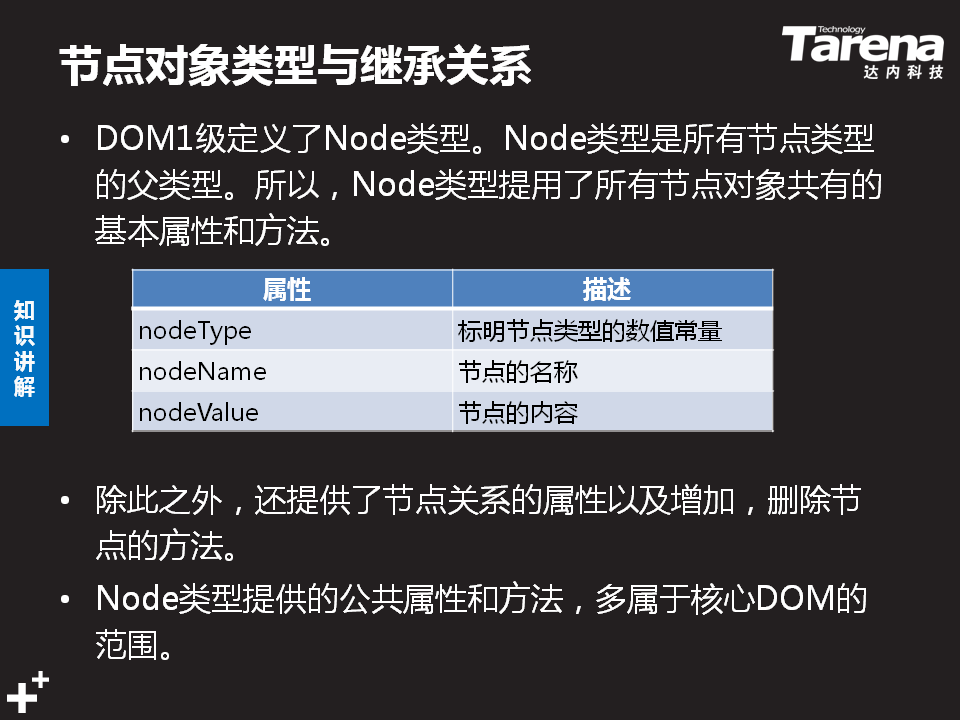 节点对象类型与继承关系
Technology
Tarena
达内科技
• DOM1级定义了Node类型。Node类型是所有节点类型
的父类型。所以，Node类型提用了所有节点对象共有的
基本属性和方法。
知识讲解
属性 描述
nodeType 标明节点类型的数值常量
nodeName 节点的名称
nodeValue 节点的内容
• 除此之外，还提供了节点关系的属性以及增加，删除节
点的方法。
• Node类型提供的公共属性和方法，多属于核心DOM的
范围。